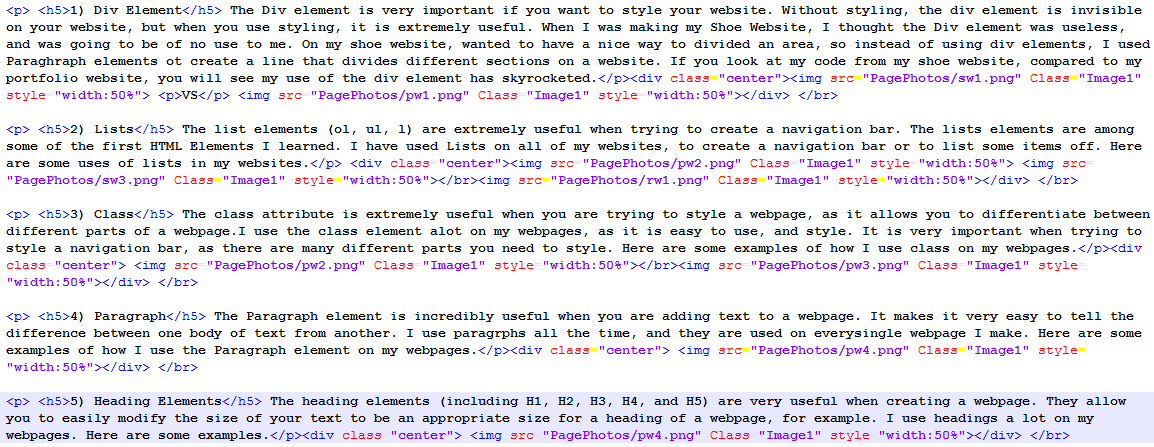 <p> <h5>1) Div Element</h5> The Div element is very important if you want to style your website. Without styling, the div element is invisible
on your website, but when you use styling, it is extremely useful. When I was making my Shoe Website, I thought the Div element was useless,
and was going to be of no use to me. On my shoe website, wanted to have a nice way to divided an area, so instead of using div elements, I used
Paraghraph elements ot create a line that divides different sections on a website. If you look at my code from my shoe website, compared to my
portfolio website, you will see my use of the div element has skyrocketed.</p><div class="center"><img src="PagePhotos/sw1.png" Class="Image1"
style="width:50%"> <p>VS</p> <img src="PagePhotos/pw1.png" Class="Image1" style="width:50%"></div> </br>

<p> <h5>2) Lists</h5> The list elements (ol, ul, l) are extremely useful when trying to create a navigation bar. The lists elements are among
some of the first HTML Elements I learned. I have used Lists on all of my websites, to create a navigation bar or to list some items off. Here
are some uses of lists in my websites.</p> <div class="center"><img src="PagePhotos/pw2.png" Class="Image1" style="width:50%"> <img src=
"PagePhotos/sw3.png" Class="Image1" style="width:50%"></br><img src="PagePhotos/rw1.png" Class="Image1" style="width:50%"></div> </br>

<p> <h5>3) Class</h5> The class attribute is extremely useful when you are trying to style a webpage, as it allows you to differentiate between
different parts of a webpage.I use the class element alot on my webpages, as it is easy to use, and style. It is very important when trying to
style a navigation bar, as there are many different parts you need to style. Here are some examples of how I use class on my webpages.</p><div
class="center"> <img src="PagePhotos/pw2.png" Class="Image1" style="width:50%"></br><img src="PagePhotos/pw3.png" Class="Image1" style=
"width:50%"></div> </br>

<p> <h5>4) Paragraph</h5> The Paragraph element is incredibly useful when you are adding text to a webpage. It makes it very easy to tell the
difference between one body of text from another. I use paragrphs all the time, and they are used on everysingle webpage I make. Here are some
examples of how I use the Paragraph element on my webpages.</p><div class="center"> <img src="PagePhotos/pw4.png" Class="Image1" style=
"width:50%"></div> </br>

<p> <h5>5) Heading Elements</h5> The heading elements (including H1, H2, H3, H4, and H5) are very useful when creating a webpage. They allow
you to easily modify the size of your text to be an appropriate size for a heading of a webpage, for example. I use headings a lot on my
webpages. Here are some examples.</p><div class="center"> <img src="PagePhotos/pw4.png" Class="Image1" style="width:50%"></div> </br>